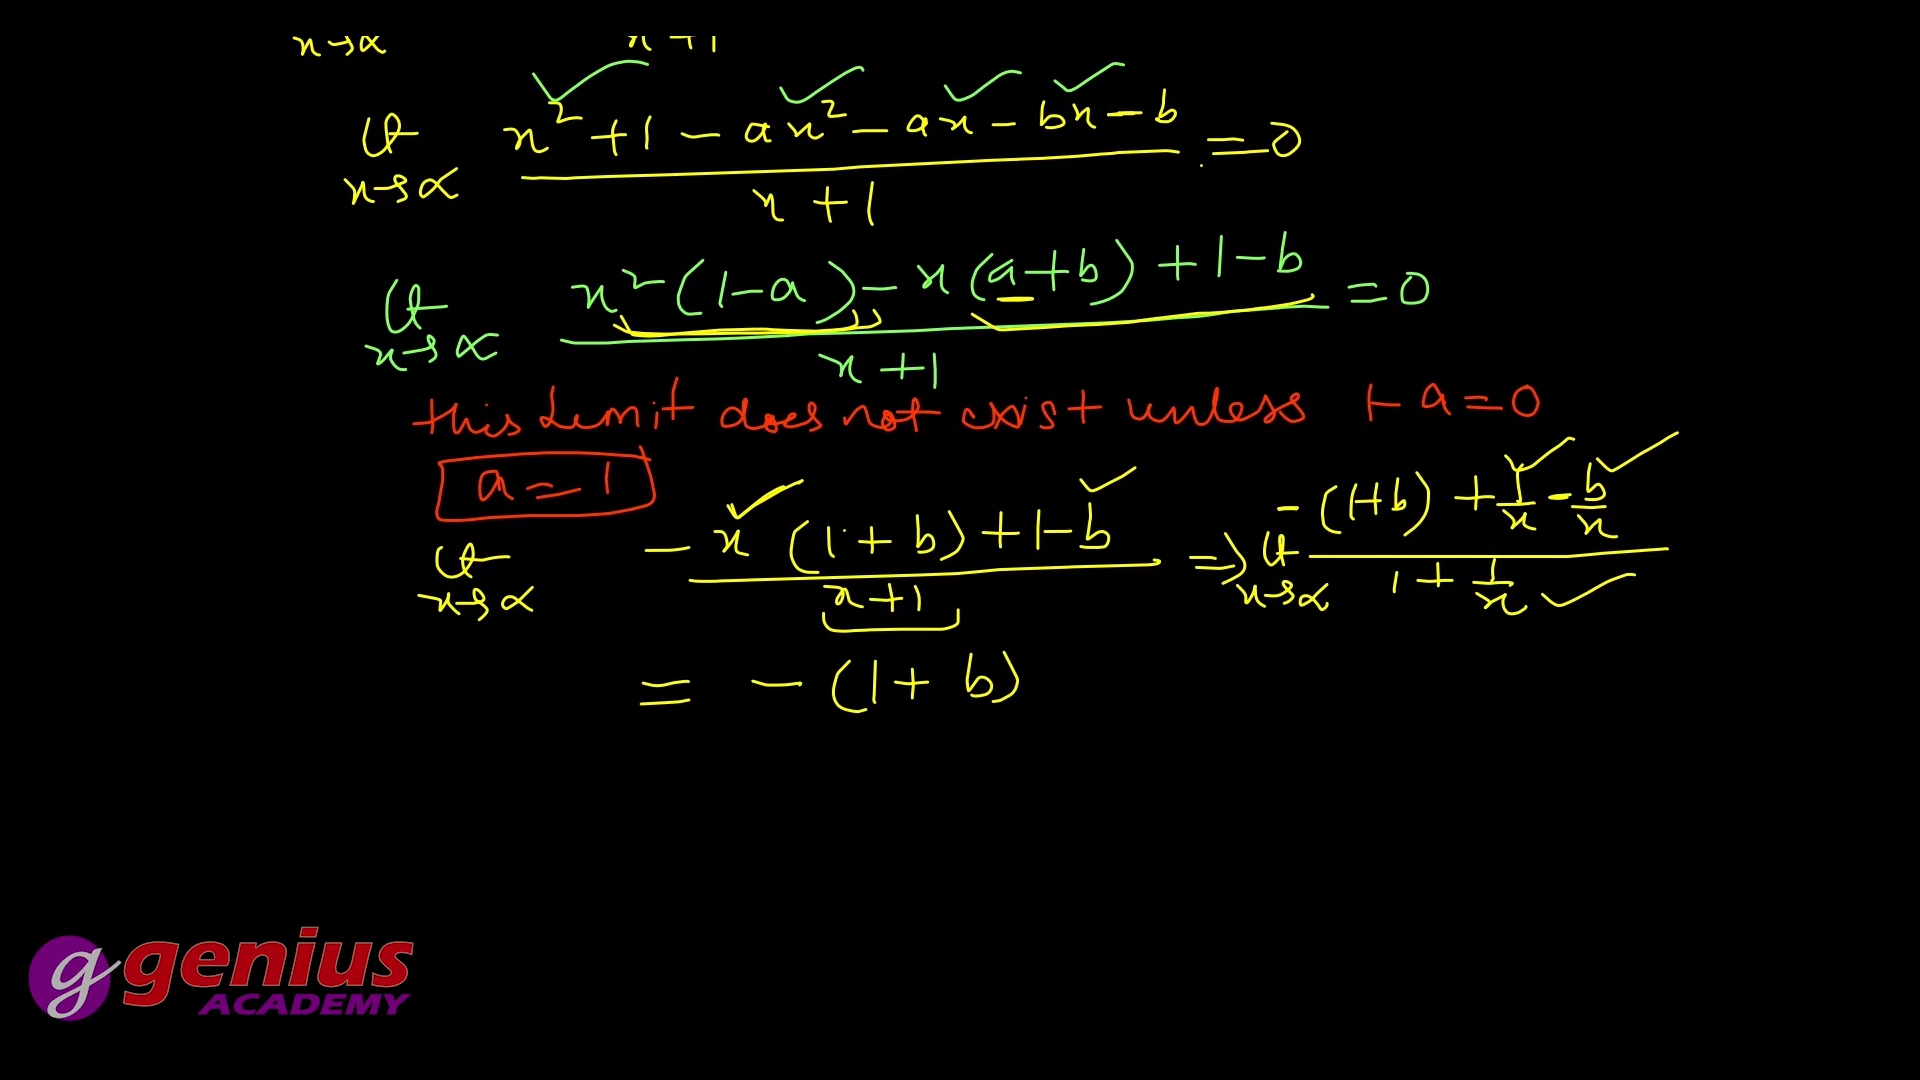 x→∝ x+1
lt x→∝ x²+1-ax²-ax-bx-b / x+1 =0
lt x→∝ x²(1-a)-x(a+b)+1-b / x+1 =0
this Limit does not exist unless 1-a=0
a=1
lt x→∝ -x(1+b)+1-b / x+1 => lt x→∝ -(1+b)+1/x-b/x / 1+1/x
= -(1+b)
g genius
ACADEMY